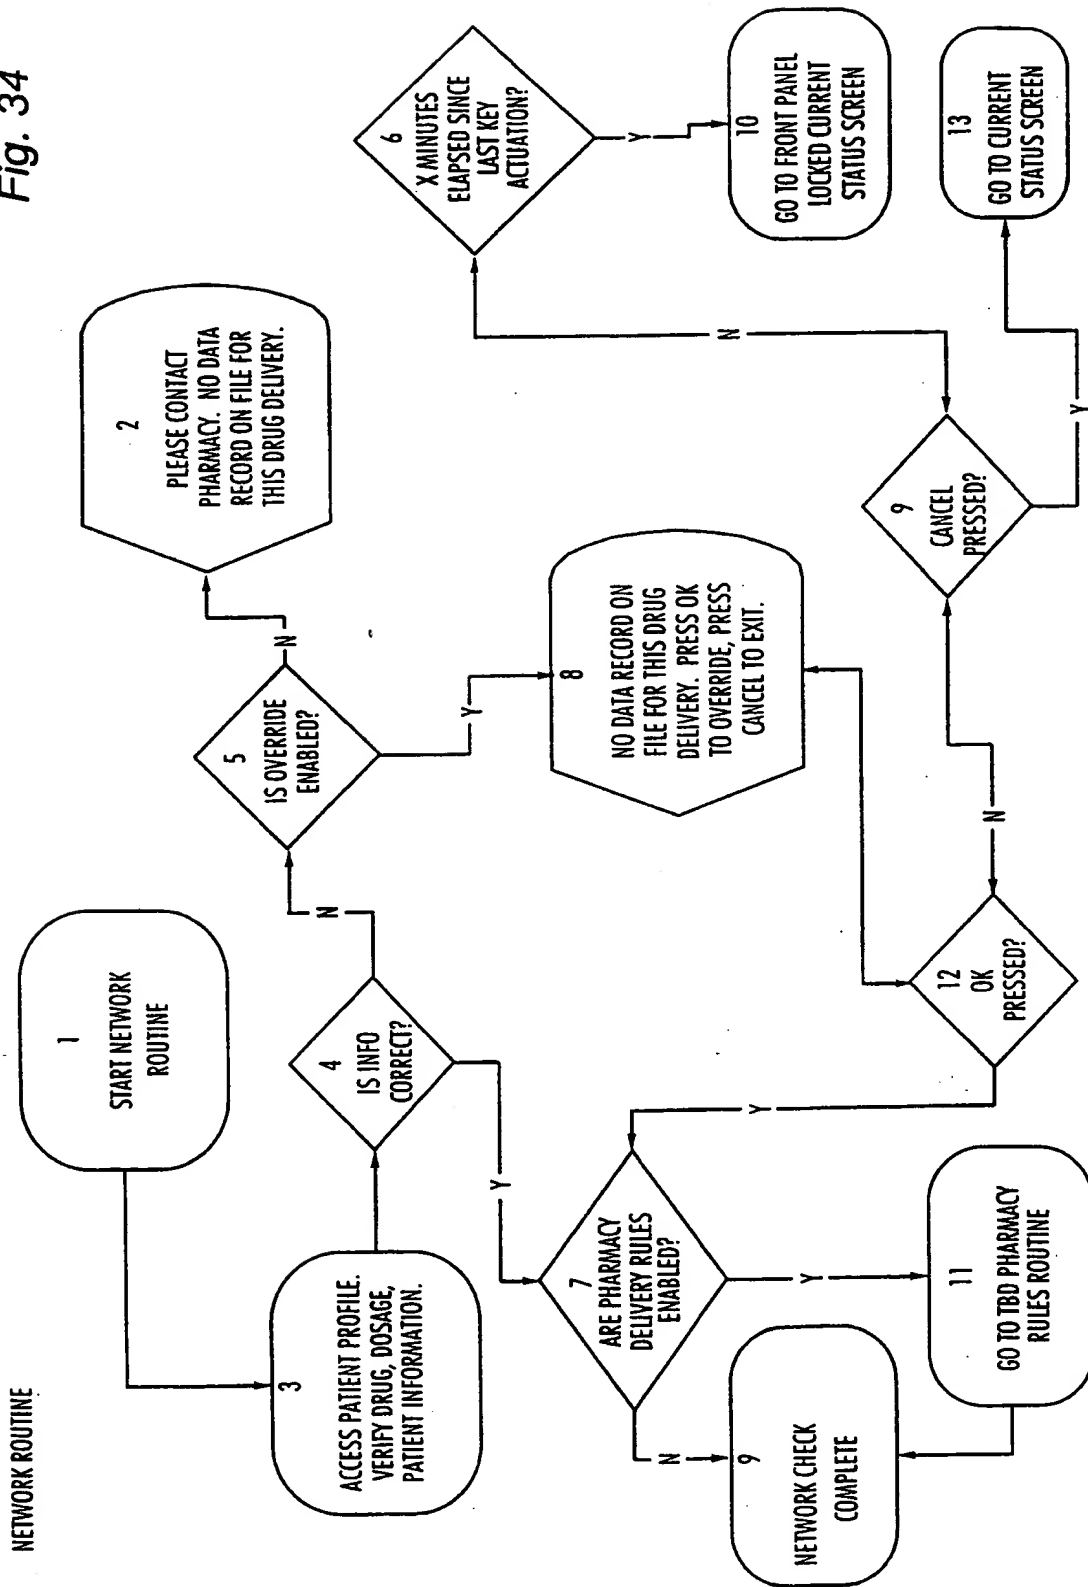 Fig. 34
NETWORK ROUTINE
1
START NETWORK
ROUTINE
2
PLEASE CONTACT
PHARMACY. NO DATA
RECORD ON FILE FOR
THIS DRUG DELIVERY.
3
ACCESS PATIENT PROFILE.
VERIFY DRUG, DOSAGE,
PATIENT INFORMATION.
4
IS INFO
CORRECT?
N
Y
5
IS OVERRIDE
ENABLED?
N
Y
6
X MINUTES
ELAPSED SINCE
LAST KEY
ACTUATION?
Y
N
7
ARE PHARMACY
DELIVERY RULES
ENABLED?
N
Y
8
NO DATA RECORD ON
FILE FOR THIS DRUG
DELIVERY. PRESS OK
TO OVERRIDE, PRESS
CANCEL TO EXIT.
9
NETWORK CHECK
COMPLETE
10
GO TO FRONT PANEL
LOCKED CURRENT
STATUS SCREEN
11
GO TO TBD PHARMACY
RULES ROUTINE
12
OK
PRESSED?
Y
N
9
CANCEL
PRESSED?
Y
13
GO TO CURRENT
STATUS SCREEN